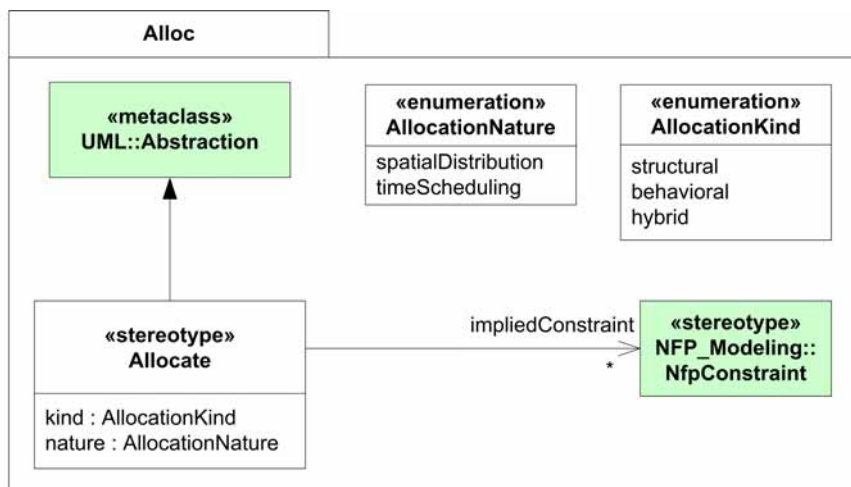 Alloc
«metaclass»
UML::Abstraction
«enumeration»
AllocationNature
spatialDistribution
timeScheduling
«enumeration»
AllocationKind
structural
behavioral
hybrid
«stereotype»
Allocate
kind : AllocationKind
nature : AllocationNature
impliedConstraint
*
«stereotype»
NFP_Modeling::
NfpConstraint